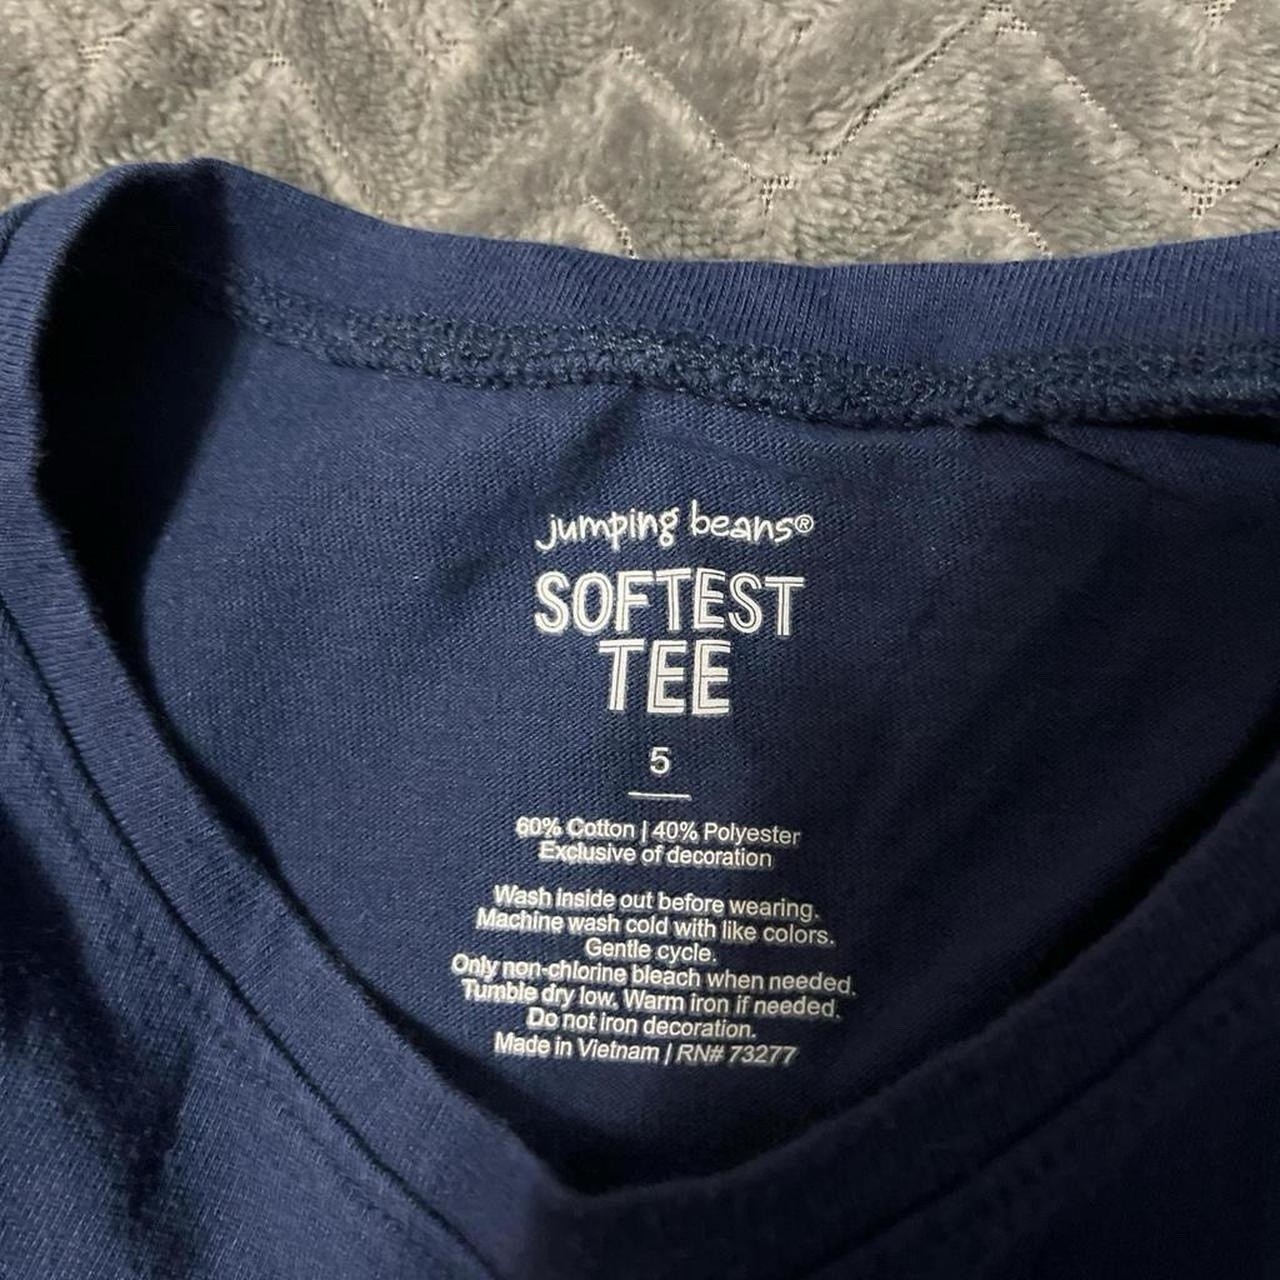 jumping beans®
SOFTEST
TEE
5
60% Cotton | 40% Polyester
Exclusive of decoration
Wash inside out before wearing.
Machine wash cold with like colors.
Gentle cycle.
Only non-chlorine bleach when needed.
Tumble dry low. Warm iron if needed.
Do not iron decoration.
Made in Vietnam | RN# 73277